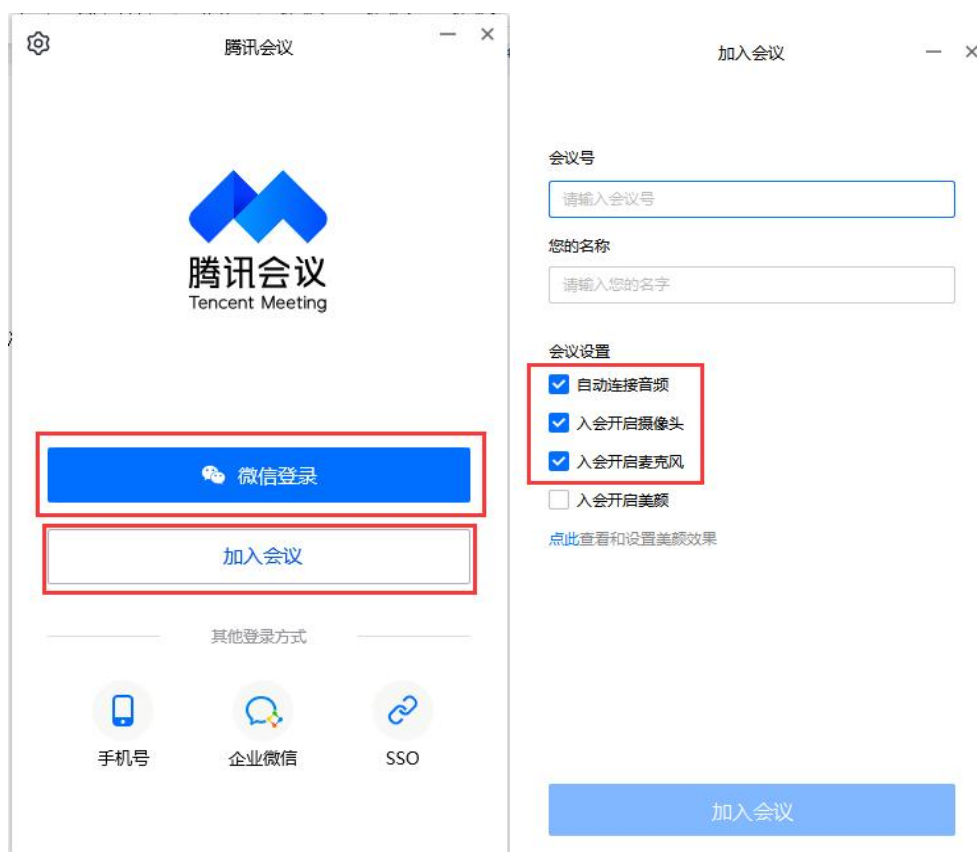 腾讯会议
腾讯会议
Tencent Meeting
微信登录
加入会议
其他登录方式
手机号
企业微信
SSO
加入会议
会议号
请输入会议号
您的名称
请输入您的名字
会议设置
自动连接音频
入会开启摄像头
入会开启麦克风
入会开启美颜
点此查看和设置美颜效果
加入会议